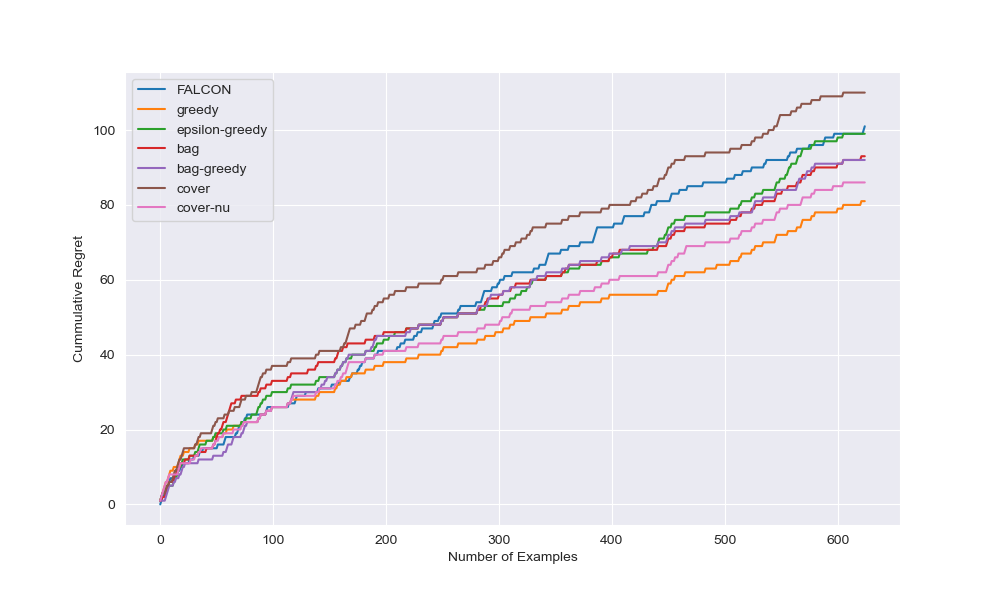 FALCON
greedy
epsilon-greedy
bag
bag-greedy
cover
cover-nu
Cummulative Regret
100
80
60
40
20
0
0 100 200 300 400 500 600
Number of Examples